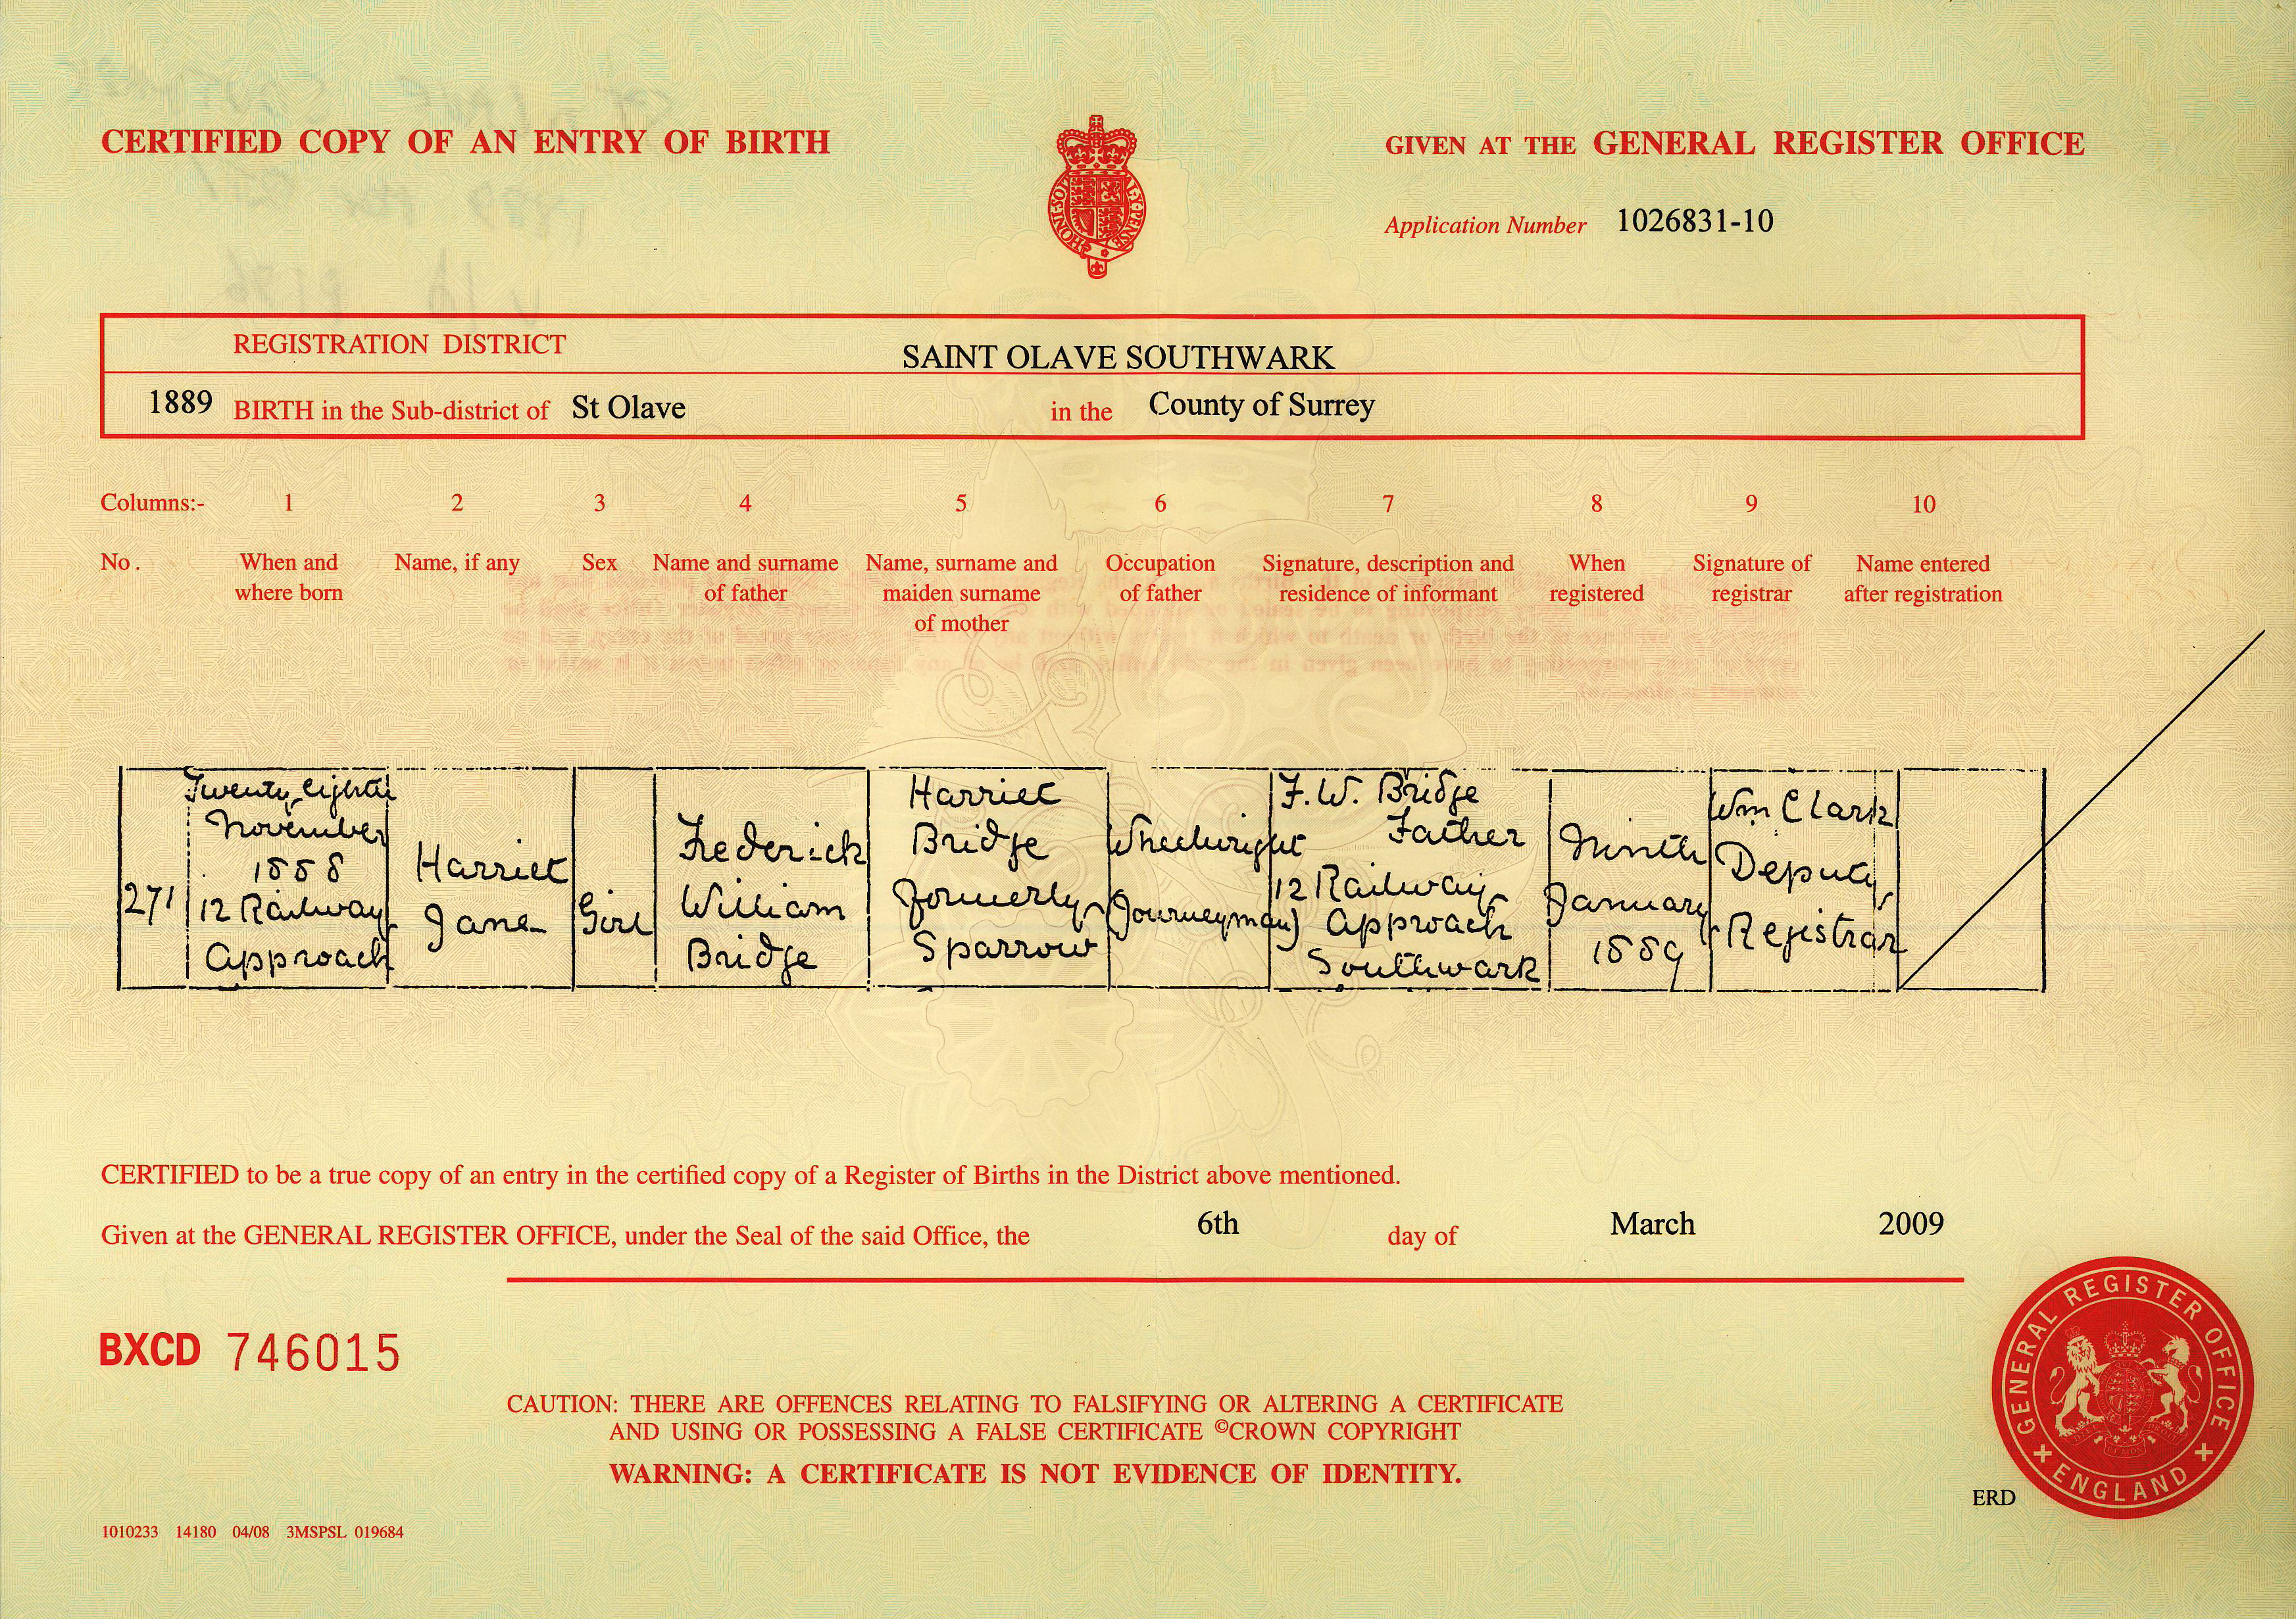 CERTIFIED COPY OF AN ENTRY OF BIRTH
GIVEN AT THE GENERAL REGISTER OFFICE
Application Number 1026831-10
REGISTRATION DISTRICT SAINT OLAVE SOUTHWARK
1889 BIRTH in the Sub-district of St Olave in the County of Surrey
Columns:- 1 2 3 4 5 6 7 8 9 10
No. When and where born
Name, if any
Sex
Name and surname of father
Name, surname and maiden surname of mother
Occupation of father
Signature, description and residence of informant
When registered
Signature of registrar
Name entered after registration
271
Twenty eighth
November
1888
12 Railway
Approach
Harriet
Jane
Girl
Frederick
William
Bridge
Harriet
Bridge
formerly
Sparrow
Wheelwright
(Journeyman)
F.W. Bridge
Father
12 Railway
Approach
Southwark
Ninth
January
1889
Wm Clark
Deputy
Registrar
CERTIFIED to be a true copy of an entry in the certified copy of a Register of Births in the District above mentioned.
Given at the GENERAL REGISTER OFFICE, under the Seal of the said Office, the 6th day of March 2009
BXCD 746015
CAUTION: THERE ARE OFFENCES RELATING TO FALSIFYING OR ALTERING A CERTIFICATE
AND USING OR POSSESSING A FALSE CERTIFICATE ©CROWN COPYRIGHT
WARNING: A CERTIFICATE IS NOT EVIDENCE OF IDENTITY.
GENERAL REGISTER OFFICE
ENGLAND
ERD
1010233 14180 04/08 3MSPSL 019684